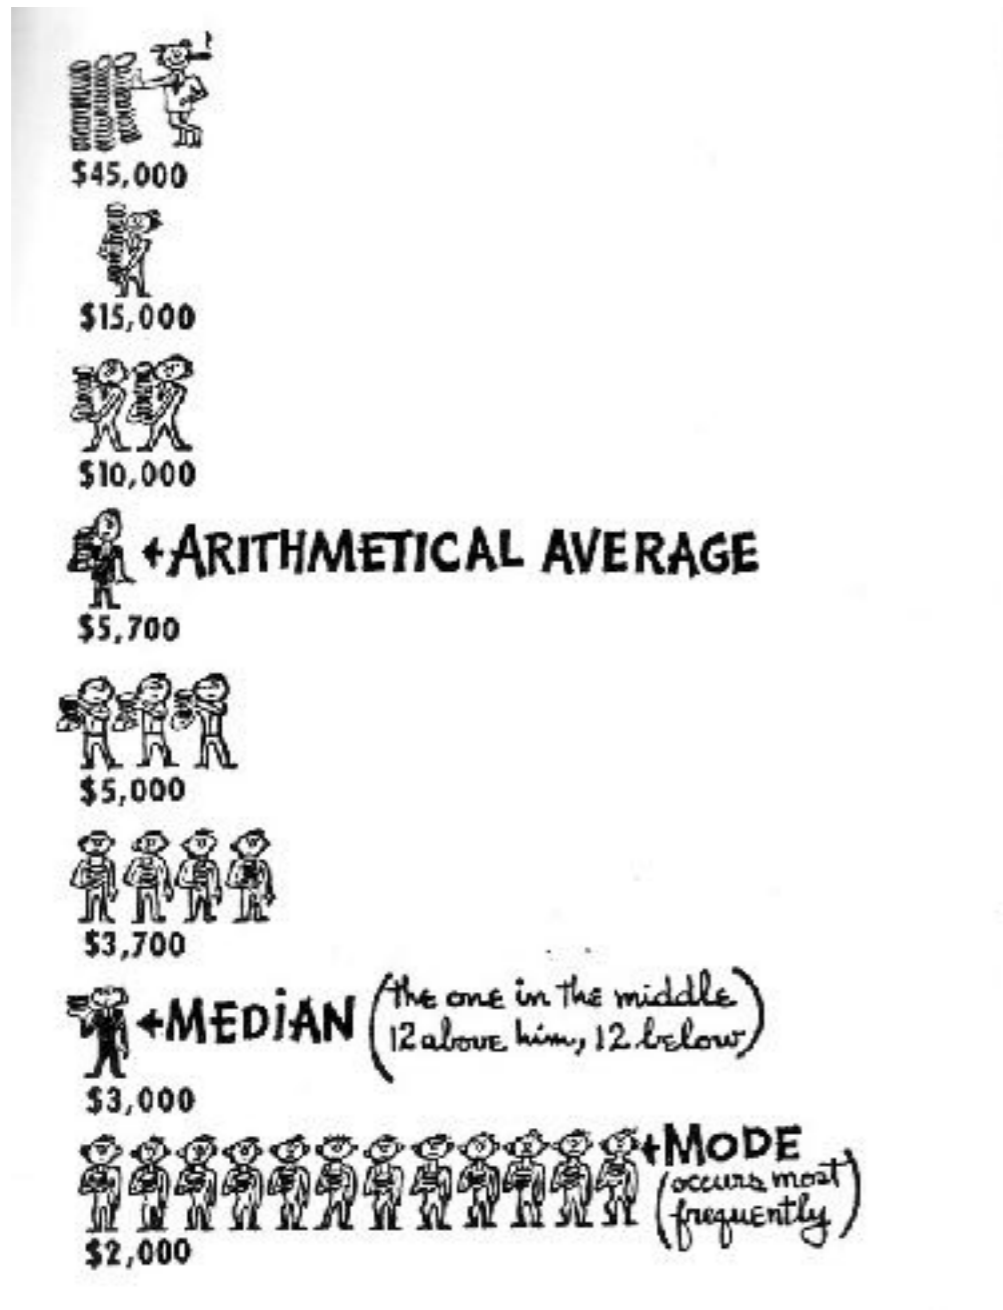 $45,000
$15,000
$10,000
ARITHMETICAL AVERAGE
$5,700
$5,000
$3,700
MEDIAN (the one in the middle
12 above him, 12 below)
$3,000
MODE
(occurs most
frequently)
$2,000